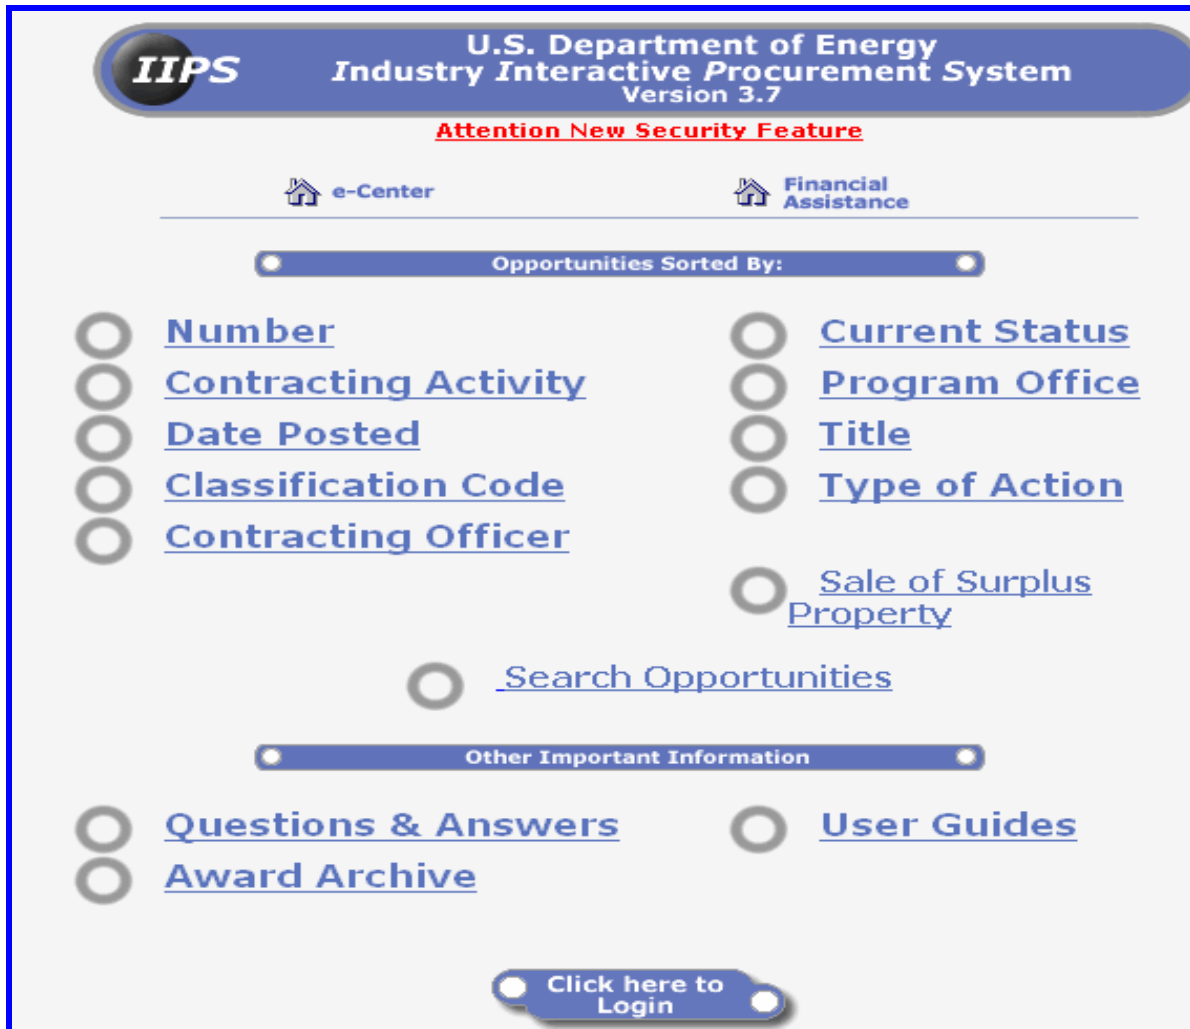 IIPS
U.S. Department of Energy
Industry Interactive Procurement System
Version 3.7
Attention New Security Feature
e-Center
Financial
Assistance
Opportunities Sorted By:
Number
Current Status
Contracting Activity
Program Office
Date Posted
Title
Classification Code
Type of Action
Contracting Officer
Sale of Surplus
Property
Search Opportunities
Other Important Information
Questions & Answers
User Guides
Award Archive
Click here to
Login